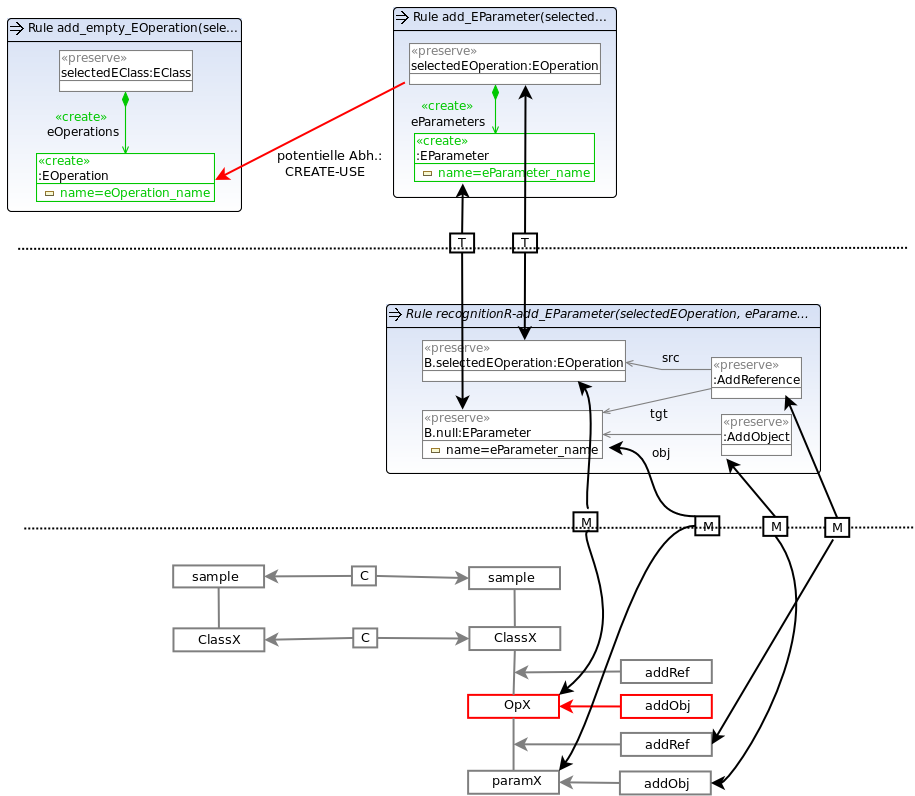 Rule add_empty_EOperation(sele...
«preserve»
selectedEClass:EClass
«create»
eOperations
«create»
:EOperation
name=eOperation_name
Rule add_EParameter(selected...
«preserve»
selectedEOperation:EOperation
«create»
eParameters
«create»
:EParameter
name=eParameter_name
potentielle Abh.:
CREATE-USE
T
T
Rule recognitionR-add_EParameter(selectedEOperation, eParame...
«preserve»
B.selectedEOperation:EOperation
src
«preserve»
:AddReference
tgt
«preserve»
B.null:EParameter
name=eParameter_name
«preserve»
:AddObject
obj
M
M
M
M
sample
C
sample
ClassX
C
ClassX
addRef
OpX
addObj
addRef
paramX
addObj